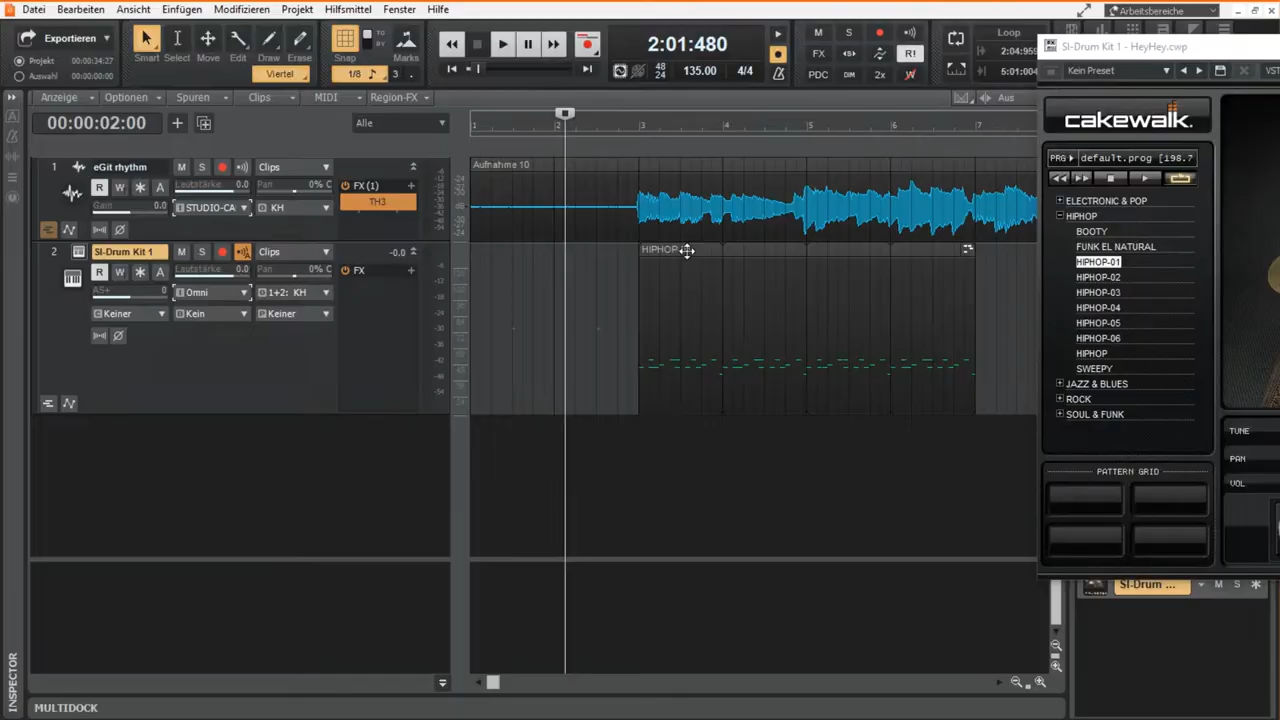 Datei Bearbeiten Ansicht Einfügen Modifizieren Projekt Hilfsmittel Fenster Hilfe
Arbeitsbereiche
Exportieren
Projekt 00:00:34:27
Auswahl 00:00:00:00
Smart Select Move Edit Draw Erase Snap Marks
Viertel
1/8 3
2:01:480
48
24
135.00 4/4
M S
FX R!
PDC DIM 2x W
Loop
2:04:959
5:01:004
Anzeige Optionen Spuren Clips MIDI Region-FX
Aus
00:00:02:00
Alle
1 2 3 4 5 6 7
1 eGit rhythm M S Clips
R W A Lautstärke 0.0 Pan 0% C FX (1)
Gain 0.0 STUDIO-CA KH TH3
Aufnahme 10
2 SI-Drum Kit 1 M S Clips -0.0
R W A Lautstärke 0.0 Pan 0% C FX
AS+ 0 Omni 1+2: KH
Keiner Kein Keiner
HIPHOP
SI-Drum Kit 1 - HeyHey.cwp
Kein Preset VST
cakewalk.
PRG default.prog [198.7
ELECTRONIC & POP
HIPHOP
BOOTY
FUNK EL NATURAL
HIPHOP-01
HIPHOP-02
HIPHOP-03
HIPHOP-04
HIPHOP-05
HIPHOP-06
HIPHOP
SWEEPY
JAZZ & BLUES
ROCK
SOUL & FUNK
TUNE
PAN
VOL
PATTERN GRID
SI-Drum ... M S
INSPECTOR
MULTIDOCK